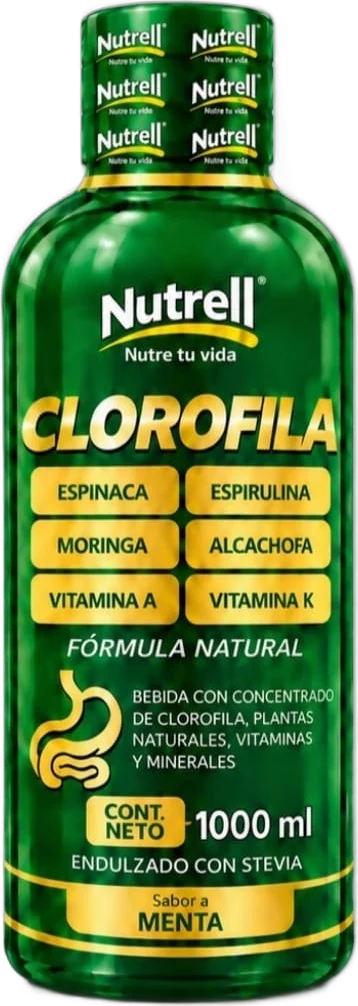 Nutrell Nutrell
Nutre tu vida Nutre tu vida
Nutrell Nutrell
Nutre tu vida Nutre tu vida
Nutrell Nutrell
Nutre tu vida Nutre tu vida
Nutrell®
Nutre tu vida
CLOROFILA
ESPINACA ESPIRULINA
MORINGA ALCACHOFA
VITAMINA A VITAMINA K
FÓRMULA NATURAL
BEBIDA CON CONCENTRADO
DE CLOROFILA, PLANTAS
NATURALES, VITAMINAS
Y MINERALES
CONT.
NETO 1000 ml
ENDULZADO CON STEVIA
Sabor a
MENTA